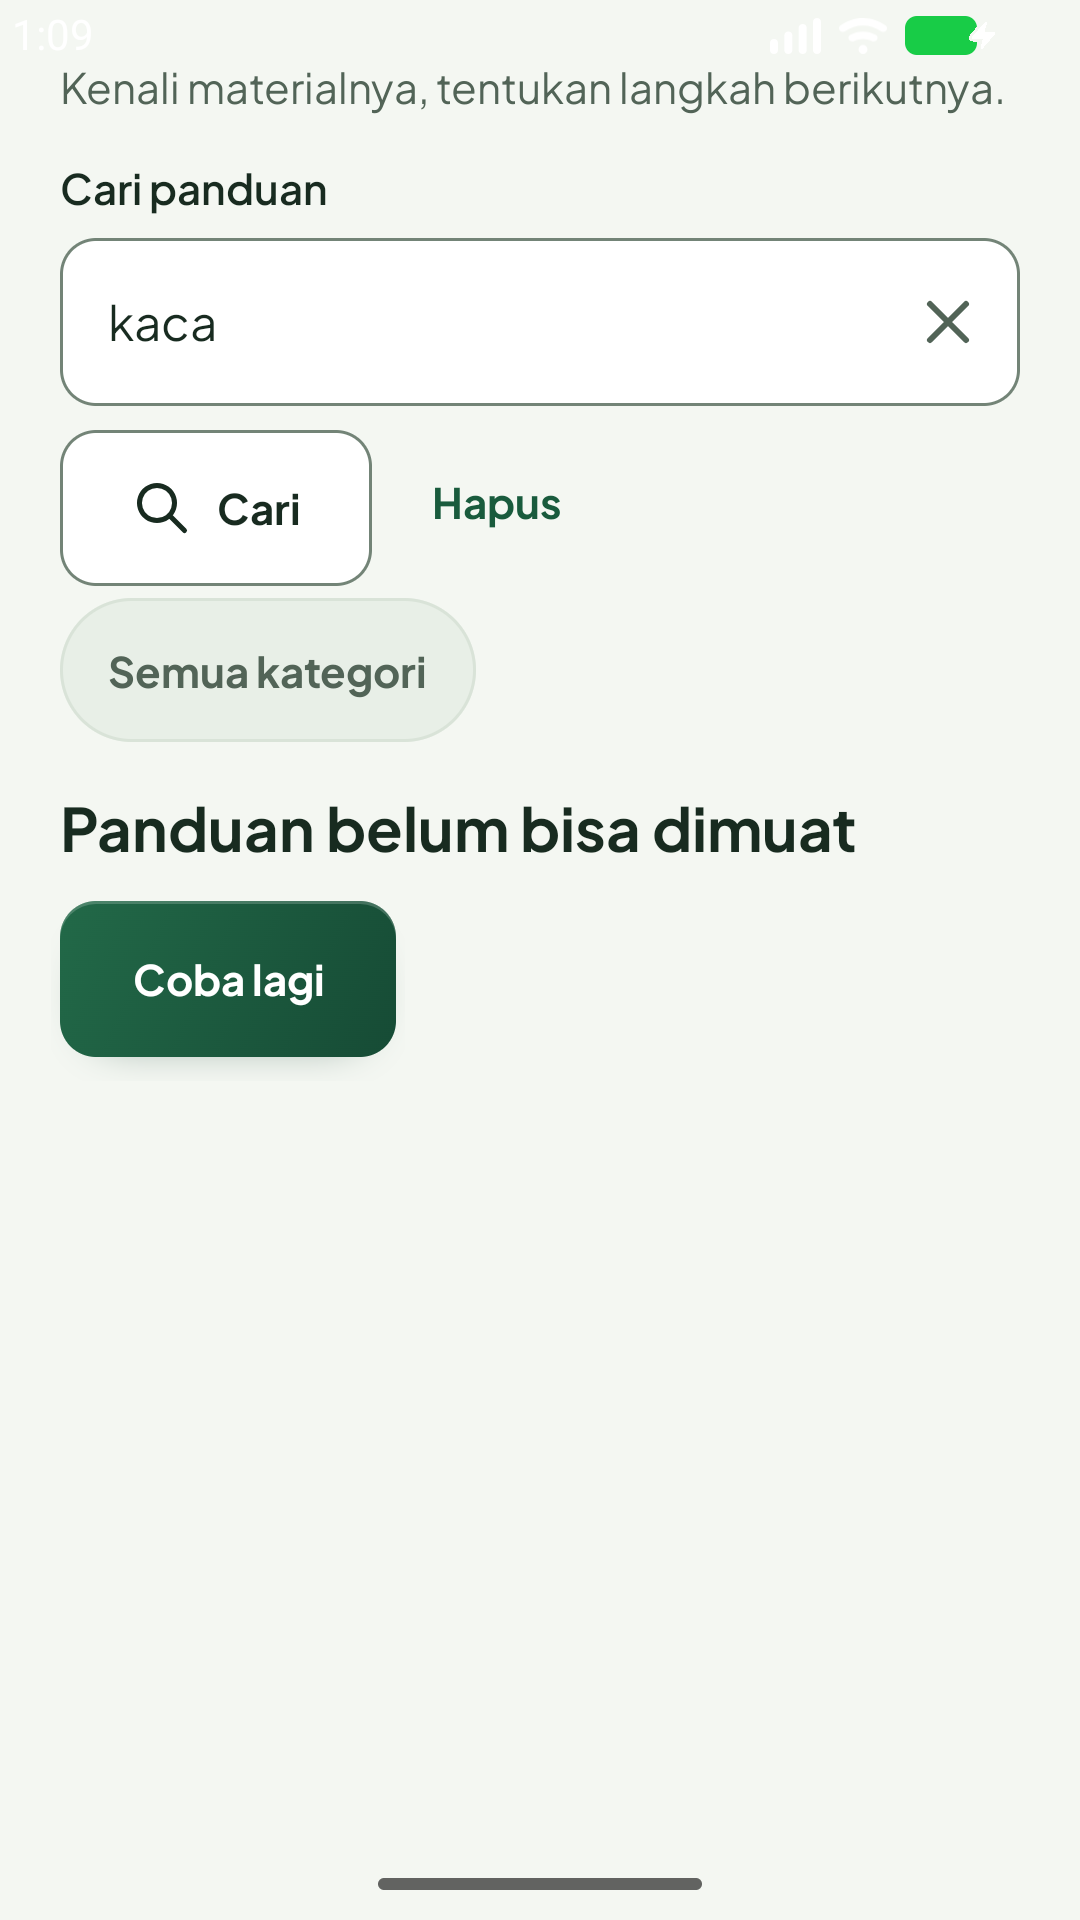 1:09
Kenali materialnya, tentukan langkah berikutnya.
Cari panduan
kaca
Cari
Hapus
Semua kategori
Panduan belum bisa dimuat
Coba lagi